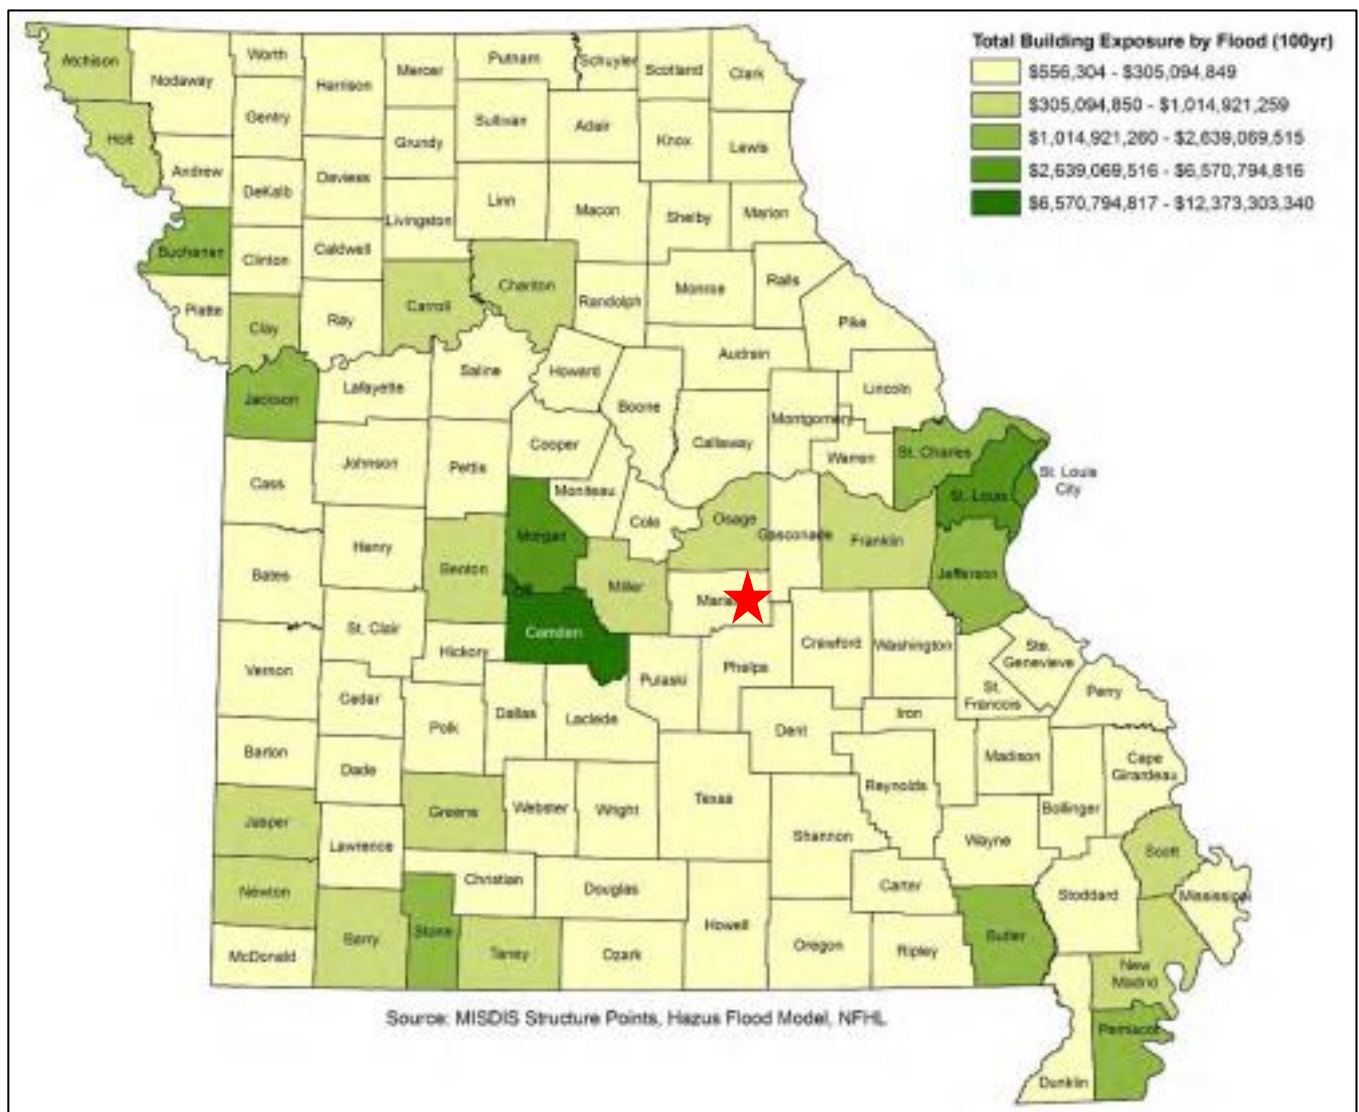 Total Building Exposure by Flood (100yr)
$556,304 - $305,094,849
$305,094,850 - $1,014,921,259
$1,014,921,260 - $2,639,069,515
$2,639,069,516 - $6,570,794,816
$6,570,794,817 - $12,373,303,340
Atchison
Nodaway
Worth
Harrison
Mercer
Putnam
Schuyler
Scotland
Clark
Gentry
Sullivan
Adair
Knox
Lewis
Holt
Andrew
DeKalb
Daviess
Grundy
Linn
Macon
Shelby
Marion
Livingston
Buchanan
Clinton
Caldwell
Chariton
Randolph
Monroe
Ralls
Platte
Clay
Ray
Carroll
Pike
Audrain
Jackson
Lafayette
Saline
Howard
Boone
Lincoln
Callaway
Montgomery
Cooper
Warren
St. Charles
Cass
Johnson
Pettis
Moniteau
St. Louis
St. Louis
City
Cole
Osage
Gasconade
Franklin
Morgan
Henry
Benton
Bates
Miller
Jefferson
St. Clair
Camden
Hickory
Crawford
Washington
Ste.
Genevieve
Vernon
Pulaski
Phelps
St.
Francois
Perry
Cedar
Polk
Dallas
Laclede
Dent
Iron
Madison
Barton
Dade
Cape
Girardeau
Reynolds
Bollinger
Jasper
Greene
Webster
Wright
Texas
Shannon
Wayne
Lawrence
Scott
Newton
Christian
Douglas
Carter
Stoddard
Mississippi
Barry
Stone
Taney
Ozark
Howell
Oregon
Ripley
Butler
McDonald
New
Madrid
Pemiscot
Dunklin
Source: MISDIS Structure Points, Hazus Flood Model, NFHL